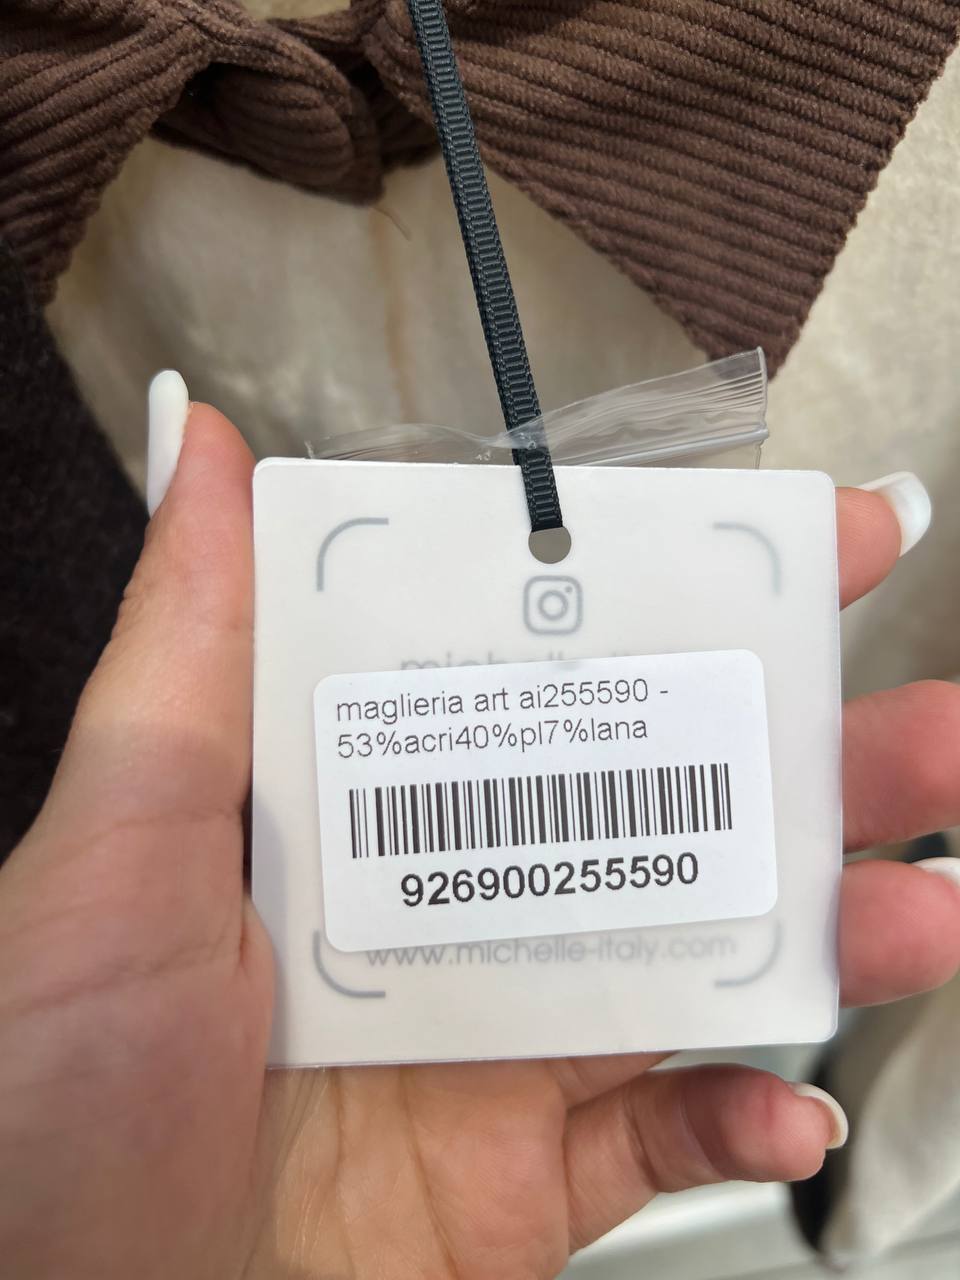 maglieria art ai255590 -
53%acri40%pl7%lana
926900255590
www.michelle-italy.com